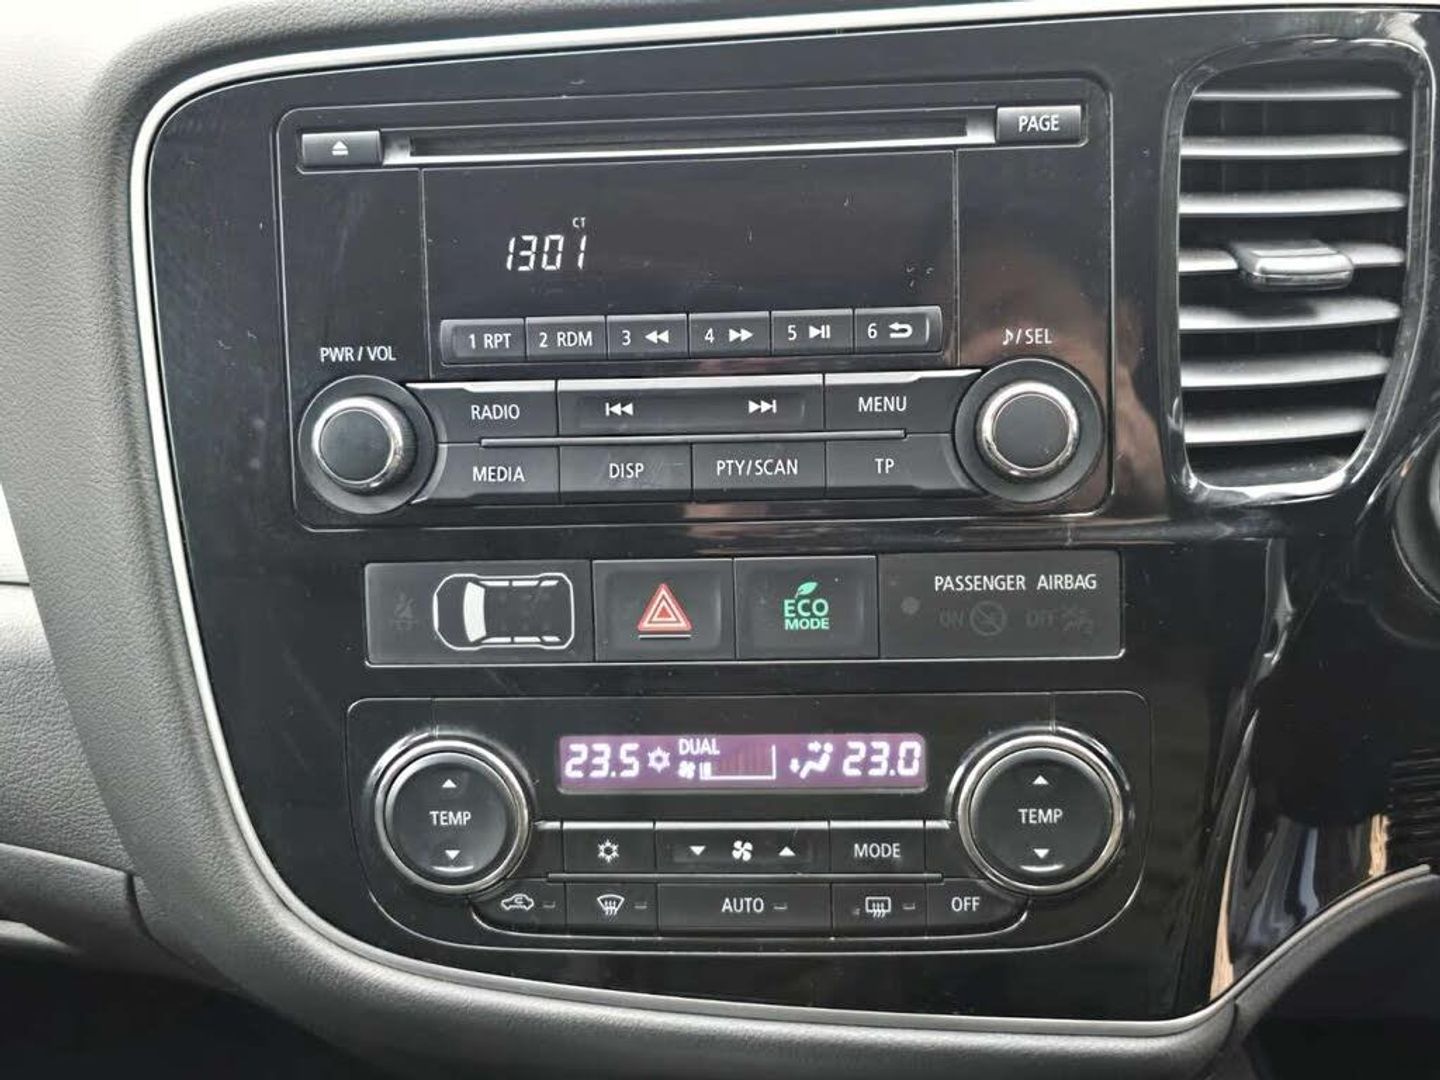 PAGE
CT
1301
1 RPT 2 RDM 3 4 5 6
PWR / VOL
♪/SEL
RADIO MENU
MEDIA DISP PTY/SCAN TP
ECO MODE
PASSENGER AIRBAG
ON OFF
23.5 DUAL 23.0
TEMP TEMP
MODE
AUTO OFF